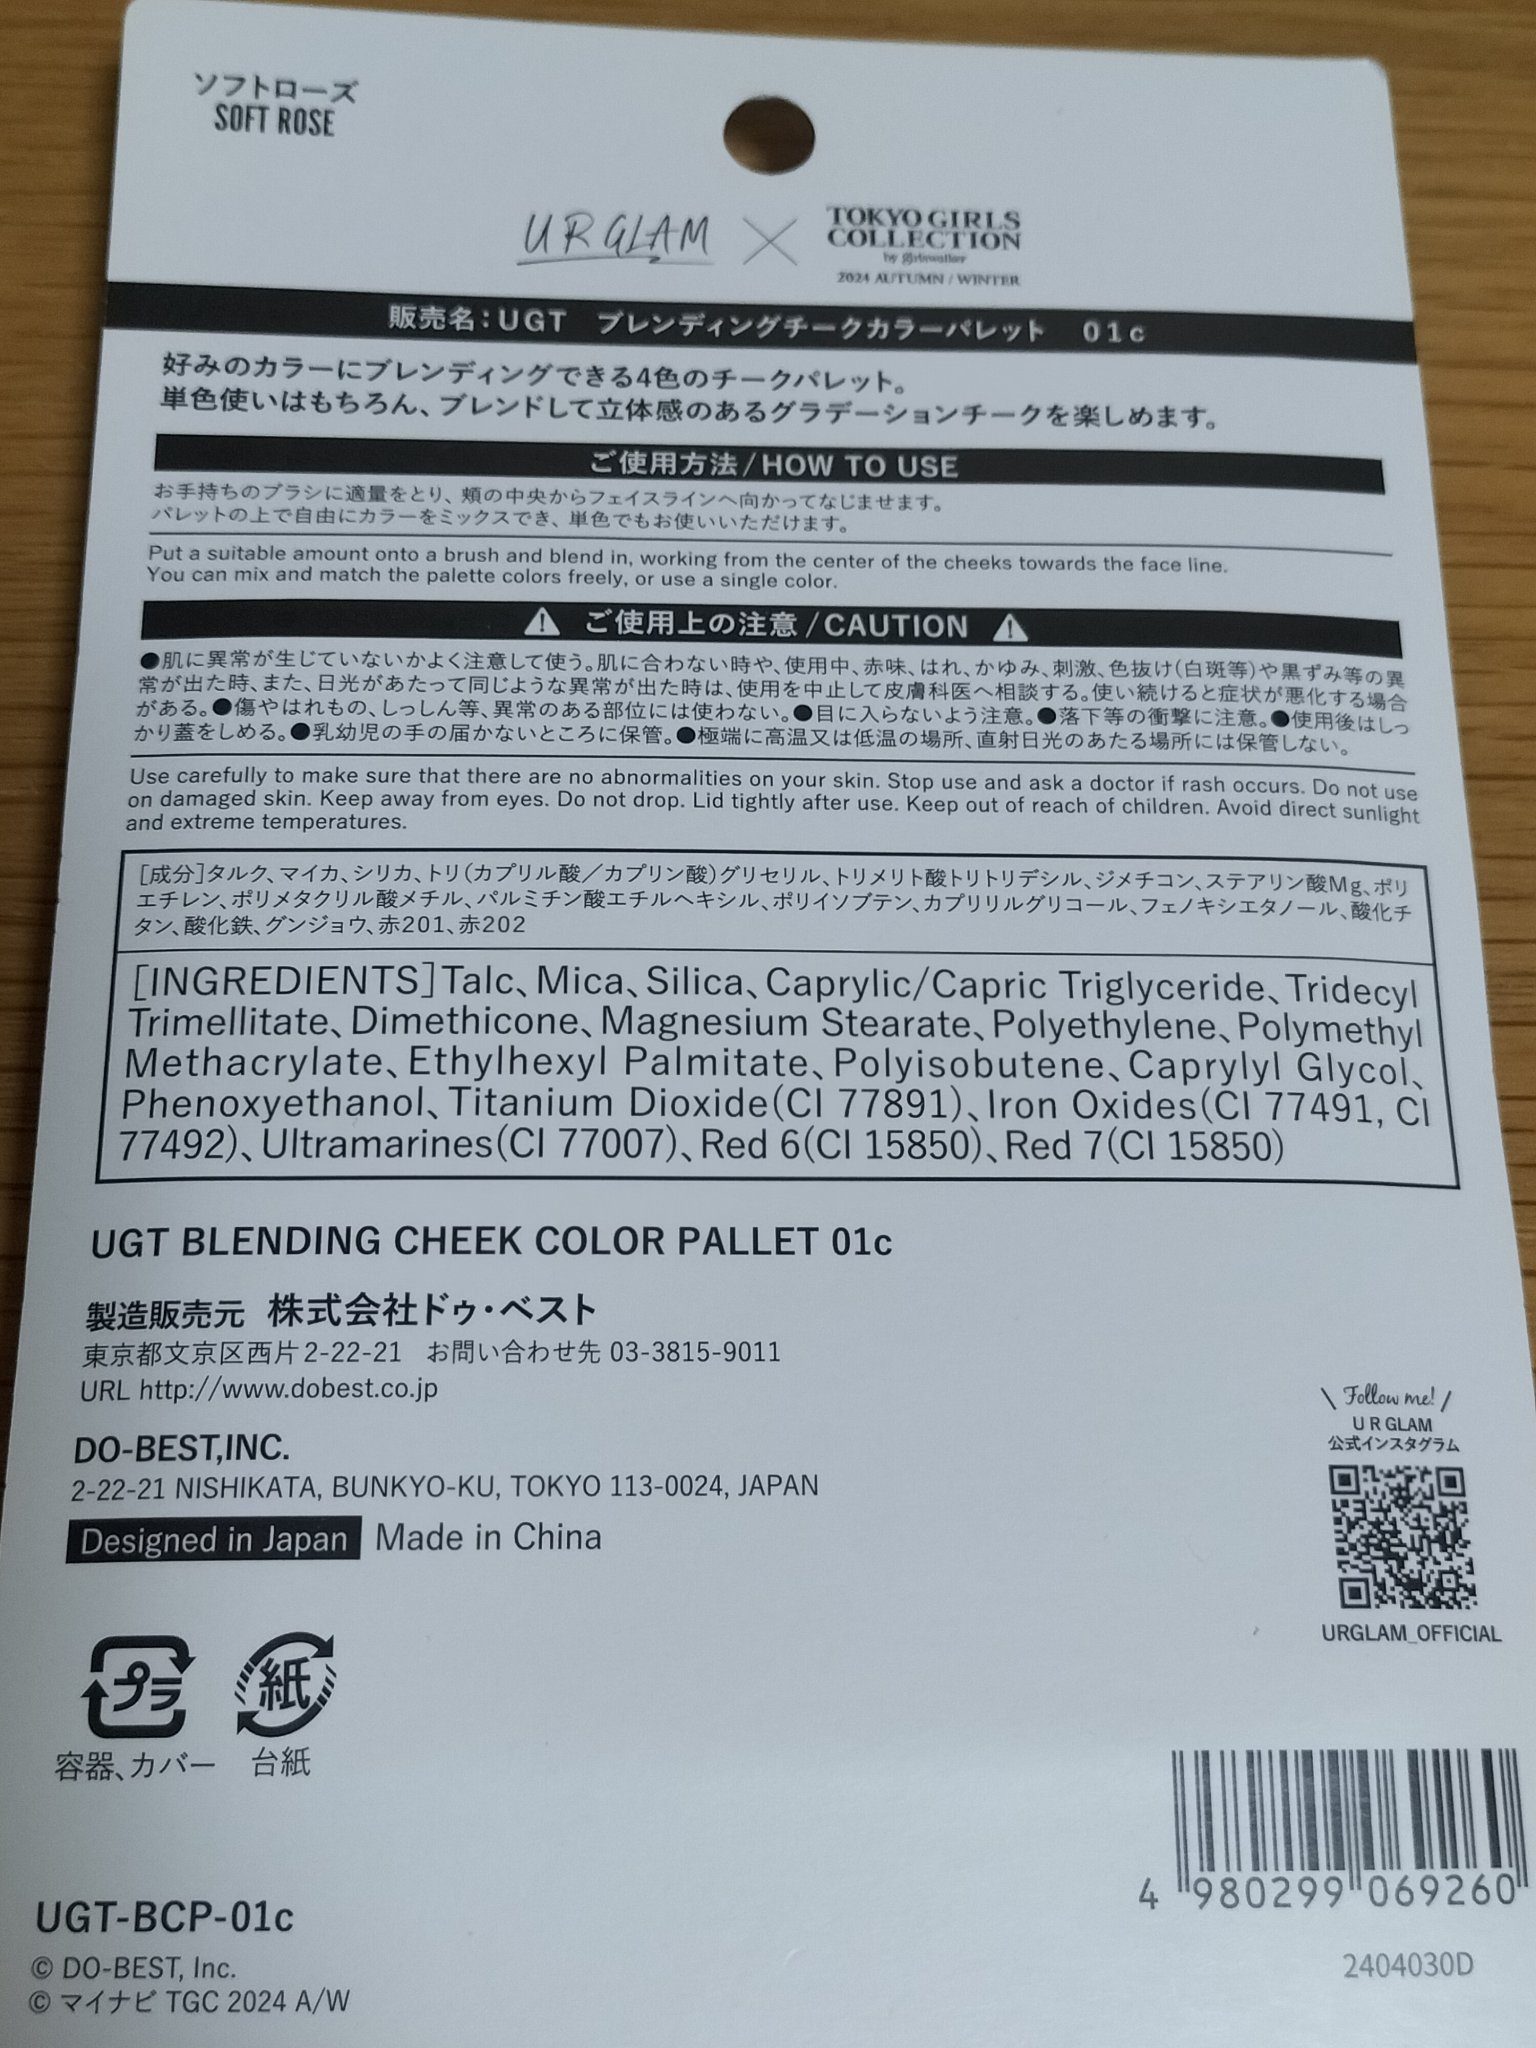 ソフトローズ
SOFT ROSE
U R GLAM × TOKYO GIRLS
COLLECTION
by girlswalker
2024 AUTUMN / WINTER
販売名：UGT ブレンディングチークカラーパレット 01c
好みのカラーにブレンディングできる4色のチークパレット。
単色使いはもちろん、ブレンドして立体感のあるグラデーションチークを楽しめます。
ご使用方法/HOW TO USE
お手持ちのブラシに適量をとり、頬の中央からフェイスラインへ向かってなじませます。
パレットの上で自由にカラーをミックスでき、単色でもお使いいただけます。
Put a suitable amount onto a brush and blend in, working from the center of the cheeks towards the face line.
You can mix and match the palette colors freely, or use a single color.
ご使用上の注意/CAUTION
●肌に異常が生じていないかよく注意して使う。肌に合わない時や、使用中、赤味、はれ、かゆみ、刺激、色抜け(白斑等)や黒ずみ等の異
常が出た時、また、日光があたって同じような異常が出た時は、使用を中止して皮膚科医へ相談する。使い続けると症状が悪化する場合
がある。●傷やはれもの、しっしん等、異常のある部位には使わない。●目に入らないよう注意。●落下等の衝撃に注意。●使用後はしっ
かり蓋をしめる。●乳幼児の手の届かないところに保管。●極端に高温又は低温の場所、直射日光のあたる場所には保管しない。
Use carefully to make sure that there are no abnormalities on your skin. Stop use and ask a doctor if rash occurs. Do not use
on damaged skin. Keep away from eyes. Do not drop. Lid tightly after use. Keep out of reach of children. Avoid direct sunlight
and extreme temperatures.
[成分]タルク、マイカ、シリカ、トリ(カプリル酸／カプリン酸)グリセリル、トリメリト酸トリトリデシル、ジメチコン、ステアリン酸Mg、ポリ
エチレン、ポリメタクリル酸メチル、パルミチン酸エチルヘキシル、ポリイソブテン、カプリリルグリコール、フェノキシエタノール、酸化チ
タン、酸化鉄、グンジョウ、赤201、赤202
[INGREDIENTS]Talc、Mica、Silica、Caprylic/Capric Triglyceride、Tridecyl
Trimellitate、Dimethicone、Magnesium Stearate、Polyethylene、Polymethyl
Methacrylate、Ethylhexyl Palmitate、Polyisobutene、Caprylyl Glycol、
Phenoxyethanol、Titanium Dioxide(CI 77891)、Iron Oxides(CI 77491, CI
77492)、Ultramarines(CI 77007)、Red 6(CI 15850)、Red 7(CI 15850)
UGT BLENDING CHEEK COLOR PALLET 01c
製造販売元 株式会社ドゥ・ベスト
東京都文京区西片2-22-21 お問い合わせ先 03-3815-9011
URL http://www.dobest.co.jp
DO-BEST,INC.
2-22-21 NISHIKATA, BUNKYO-KU, TOKYO 113-0024, JAPAN
Designed in Japan Made in China
\ Follow me! /
U R GLAM
公式インスタグラム
URGLAM_OFFICIAL
プラ 紙
容器、カバー 台紙
4 980299 069260
UGT-BCP-01c
2404030D
© DO-BEST, Inc.
© マイナビ TGC 2024 A/W